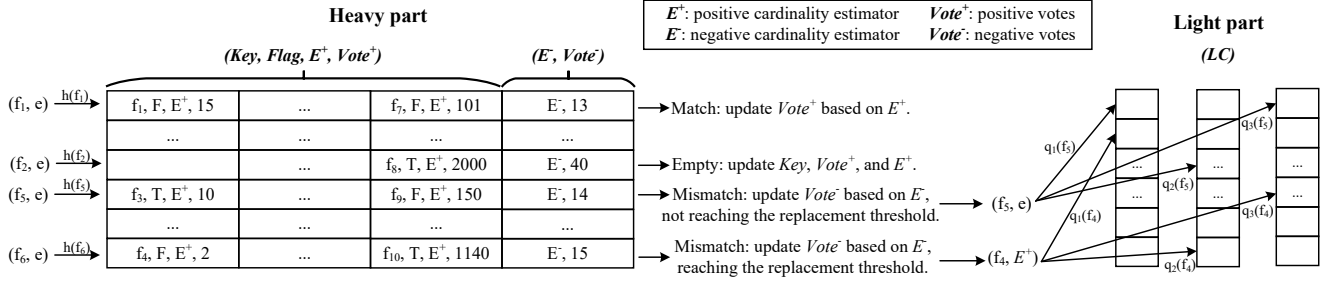 Heavy part
E⁺: positive cardinality estimator Vote⁺: positive votes
E⁻: negative cardinality estimator Vote⁻: negative votes
Light part
(LC)
(Key, Flag, E⁺, Vote⁺) (E⁻, Vote⁻)
(f₁, e) h(f₁) f₁, F, E⁺, 15 ... f₇, F, E⁺, 101 E⁻, 13 Match: update Vote⁺ based on E⁺.
... ... ...
(f₂, e) h(f₂) f₈, T, E⁺, 2000 E⁻, 40 Empty: update Key, Vote⁺, and E⁺.
(f₅, e) h(f₅) f₃, T, E⁺, 10 ... f₉, F, E⁺, 150 E⁻, 14 Mismatch: update Vote⁻ based on E⁻,
not reaching the replacement threshold.
... ... ...
(f₆, e) h(f₆) f₄, F, E⁺, 2 ... f₁₀, T, E⁺, 1140 E⁻, 15 Mismatch: update Vote⁻ based on E⁻,
reaching the replacement threshold.
(f₅, e) q₁(f₅) q₂(f₅) q₃(f₅)
(f₄, E⁺) q₁(f₄) q₂(f₄) q₃(f₄)
... ... ...
... ... ...